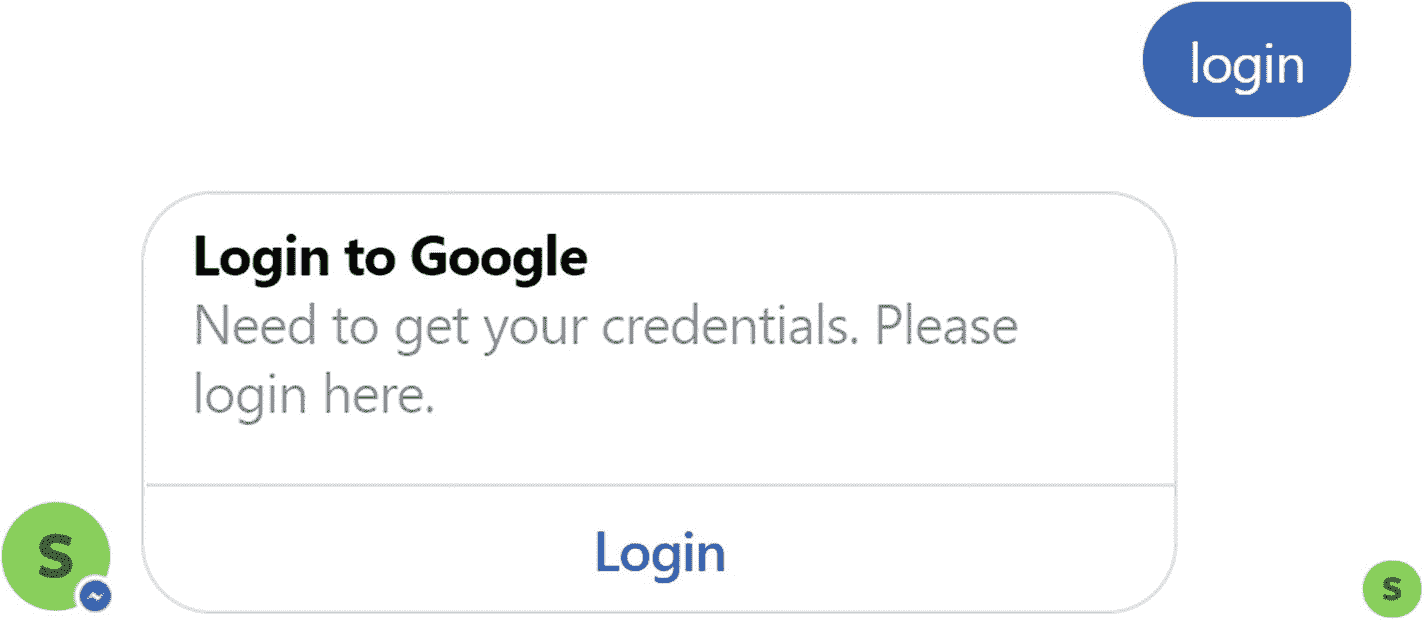 login
Login to Google
Need to get your credentials. Please
login here.
Login
S
S